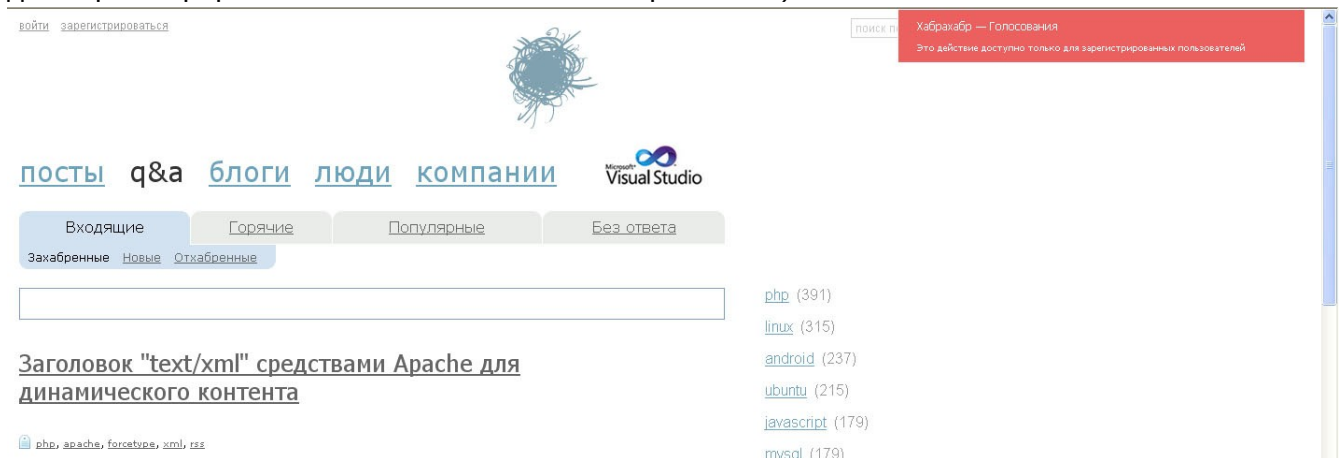 войти зарегистрироваться
поиск п
Хабрахабр — Голосования
Это действие доступно только для зарегистрированных пользователей
посты q&a блоги люди компании
Microsoft
Visual Studio
Входящие Горячие Популярные Без ответа
Захабренные Новые Отхабренные
php (391)
linux (315)
Заголовок "text/xml" средствами Apache для
динамического контента
android (237)
ubuntu (215)
javascript (179)
php, apache, forcetype, xml, rss
mysql (179)